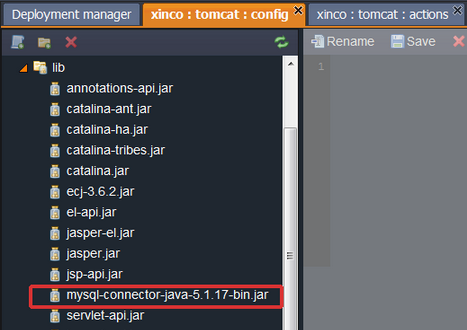 Deployment manager
xinco : tomcat : config
xinco : tomcat : actions
Rename
Save
1
lib
annotations-api.jar
catalina-ant.jar
catalina-ha.jar
catalina-tribes.jar
catalina.jar
ecj-3.6.2.jar
el-api.jar
jasper-el.jar
jasper.jar
jsp-api.jar
mysql-connector-java-5.1.17-bin.jar
servlet-api.jar